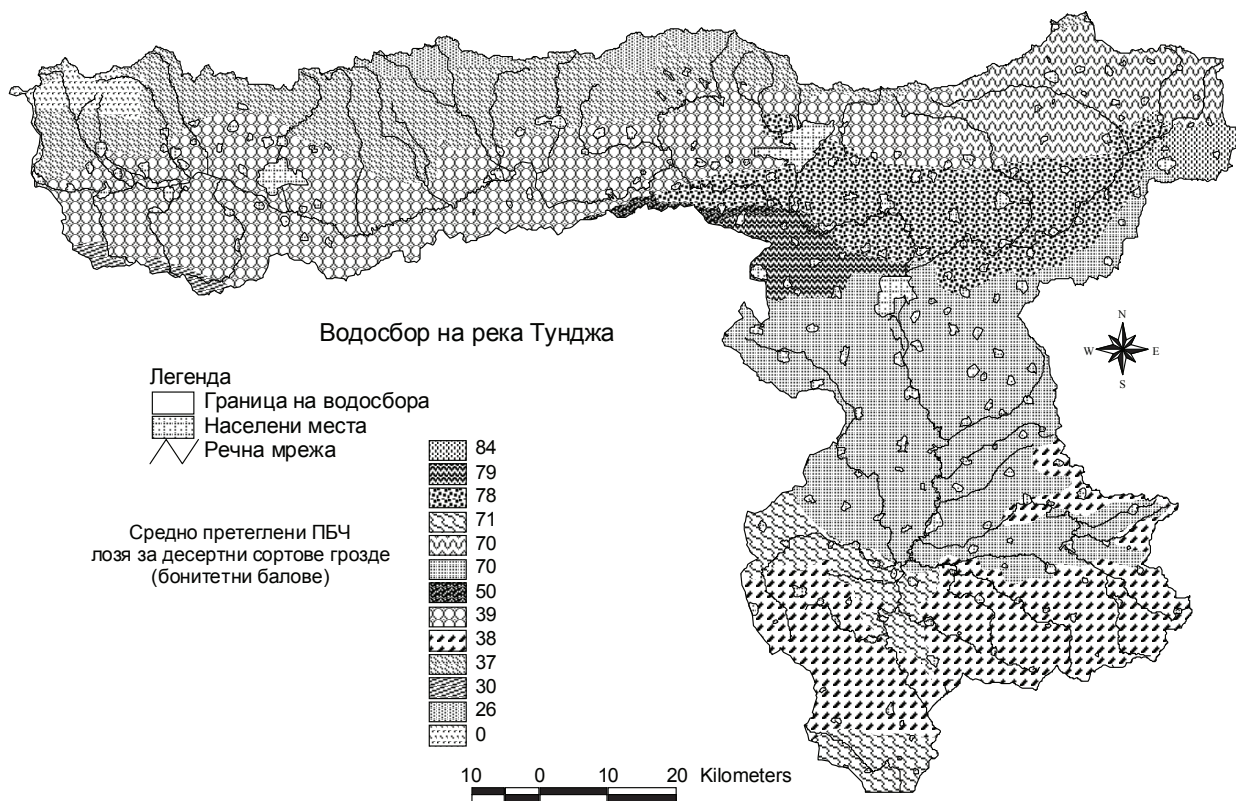 Водосбор на река Тунджа
N
W
E
S
Легенда
Граница на водосбора
Населени места
Речна мрежа
Средно претеглени ПБЧ
лозя за десертни сортове грозде
(бонитетни балове)
84
79
78
71
70
70
50
39
38
37
30
26
0
10 0 10 20 Kilometers